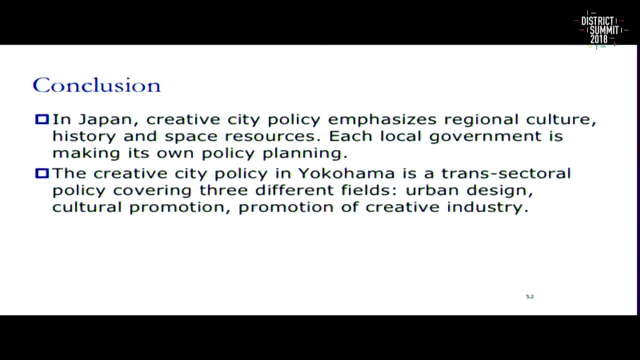 DISTRICT
SUMMIT
2018
Conclusion
In Japan, creative city policy emphasizes regional culture,
history and space resources. Each local government is
making its own policy planning.
The creative city policy in Yokohama is a trans-sectoral
policy covering three different fields: urban design,
cultural promotion, promotion of creative industry.
52